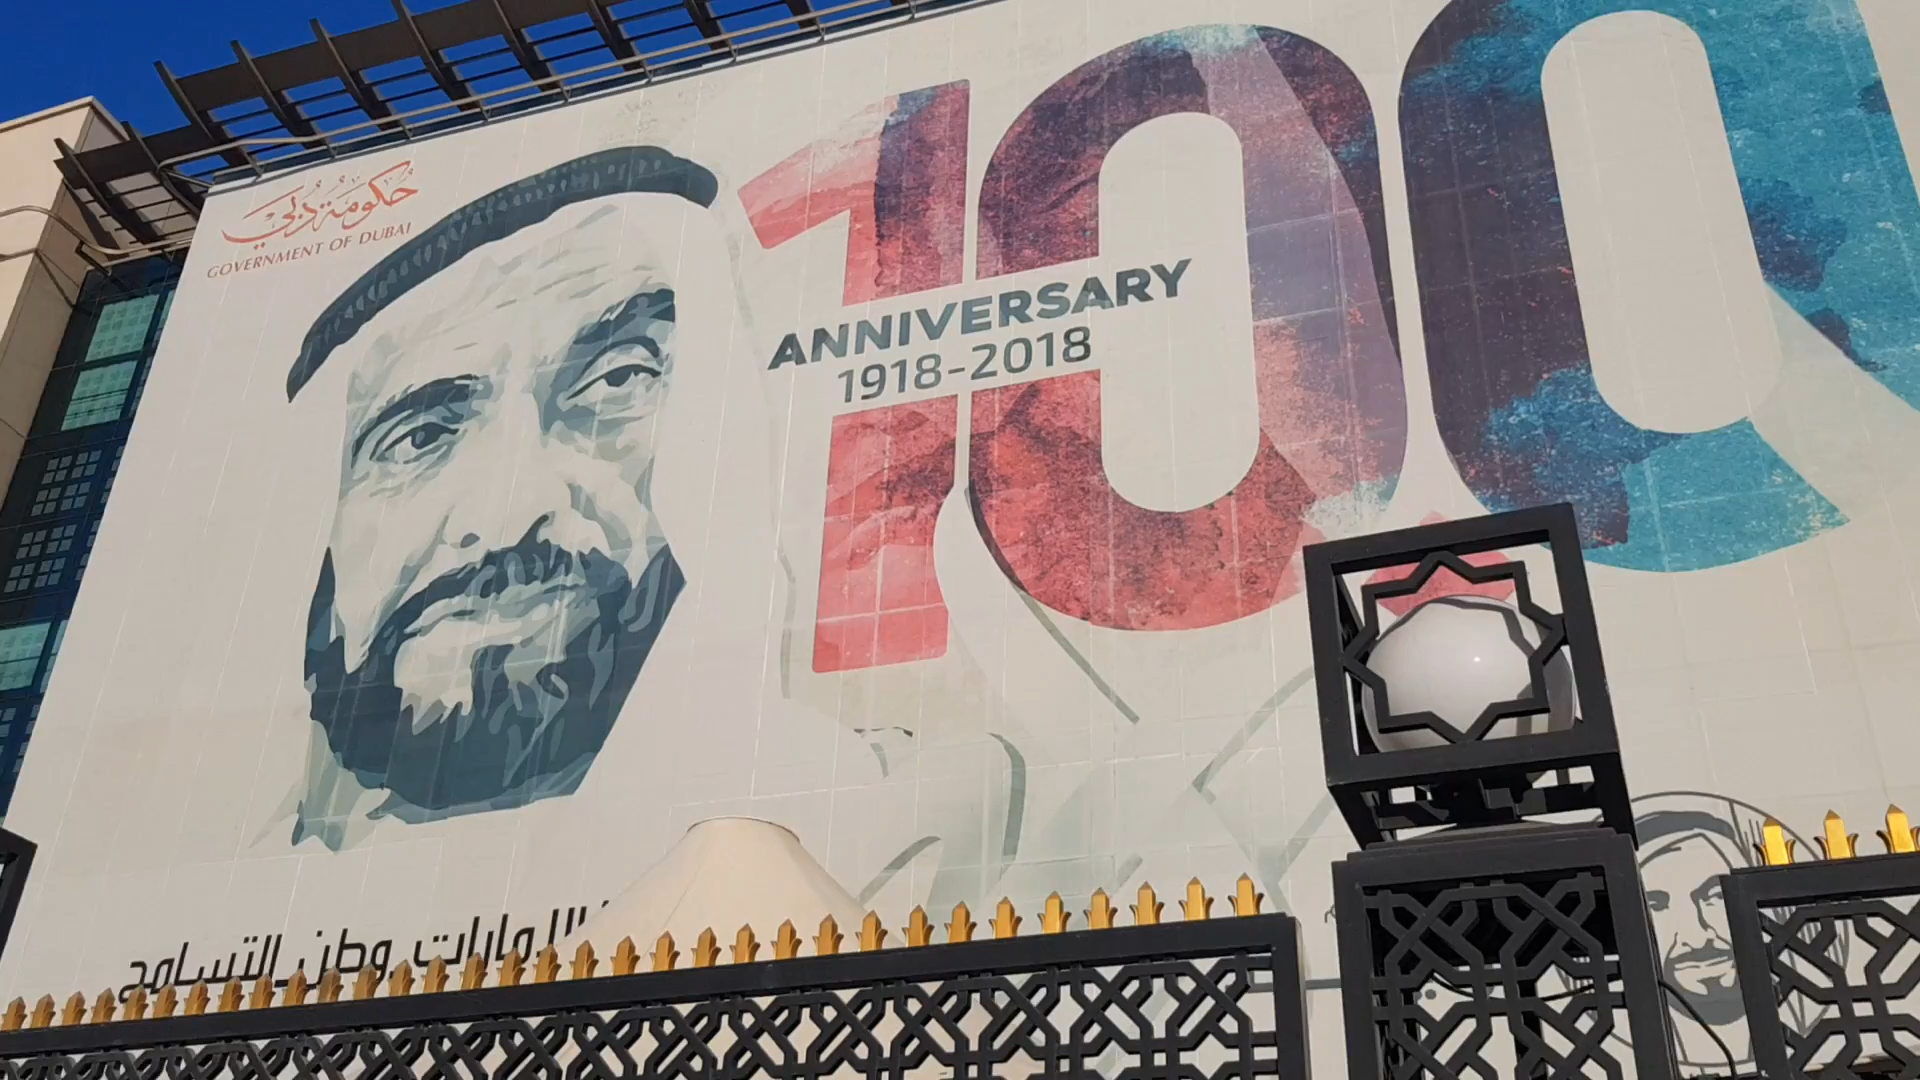 حكومة دبي
GOVERNMENT OF DUBAI
100
ANNIVERSARY
1918-2018
الإمارات وطن التسامح